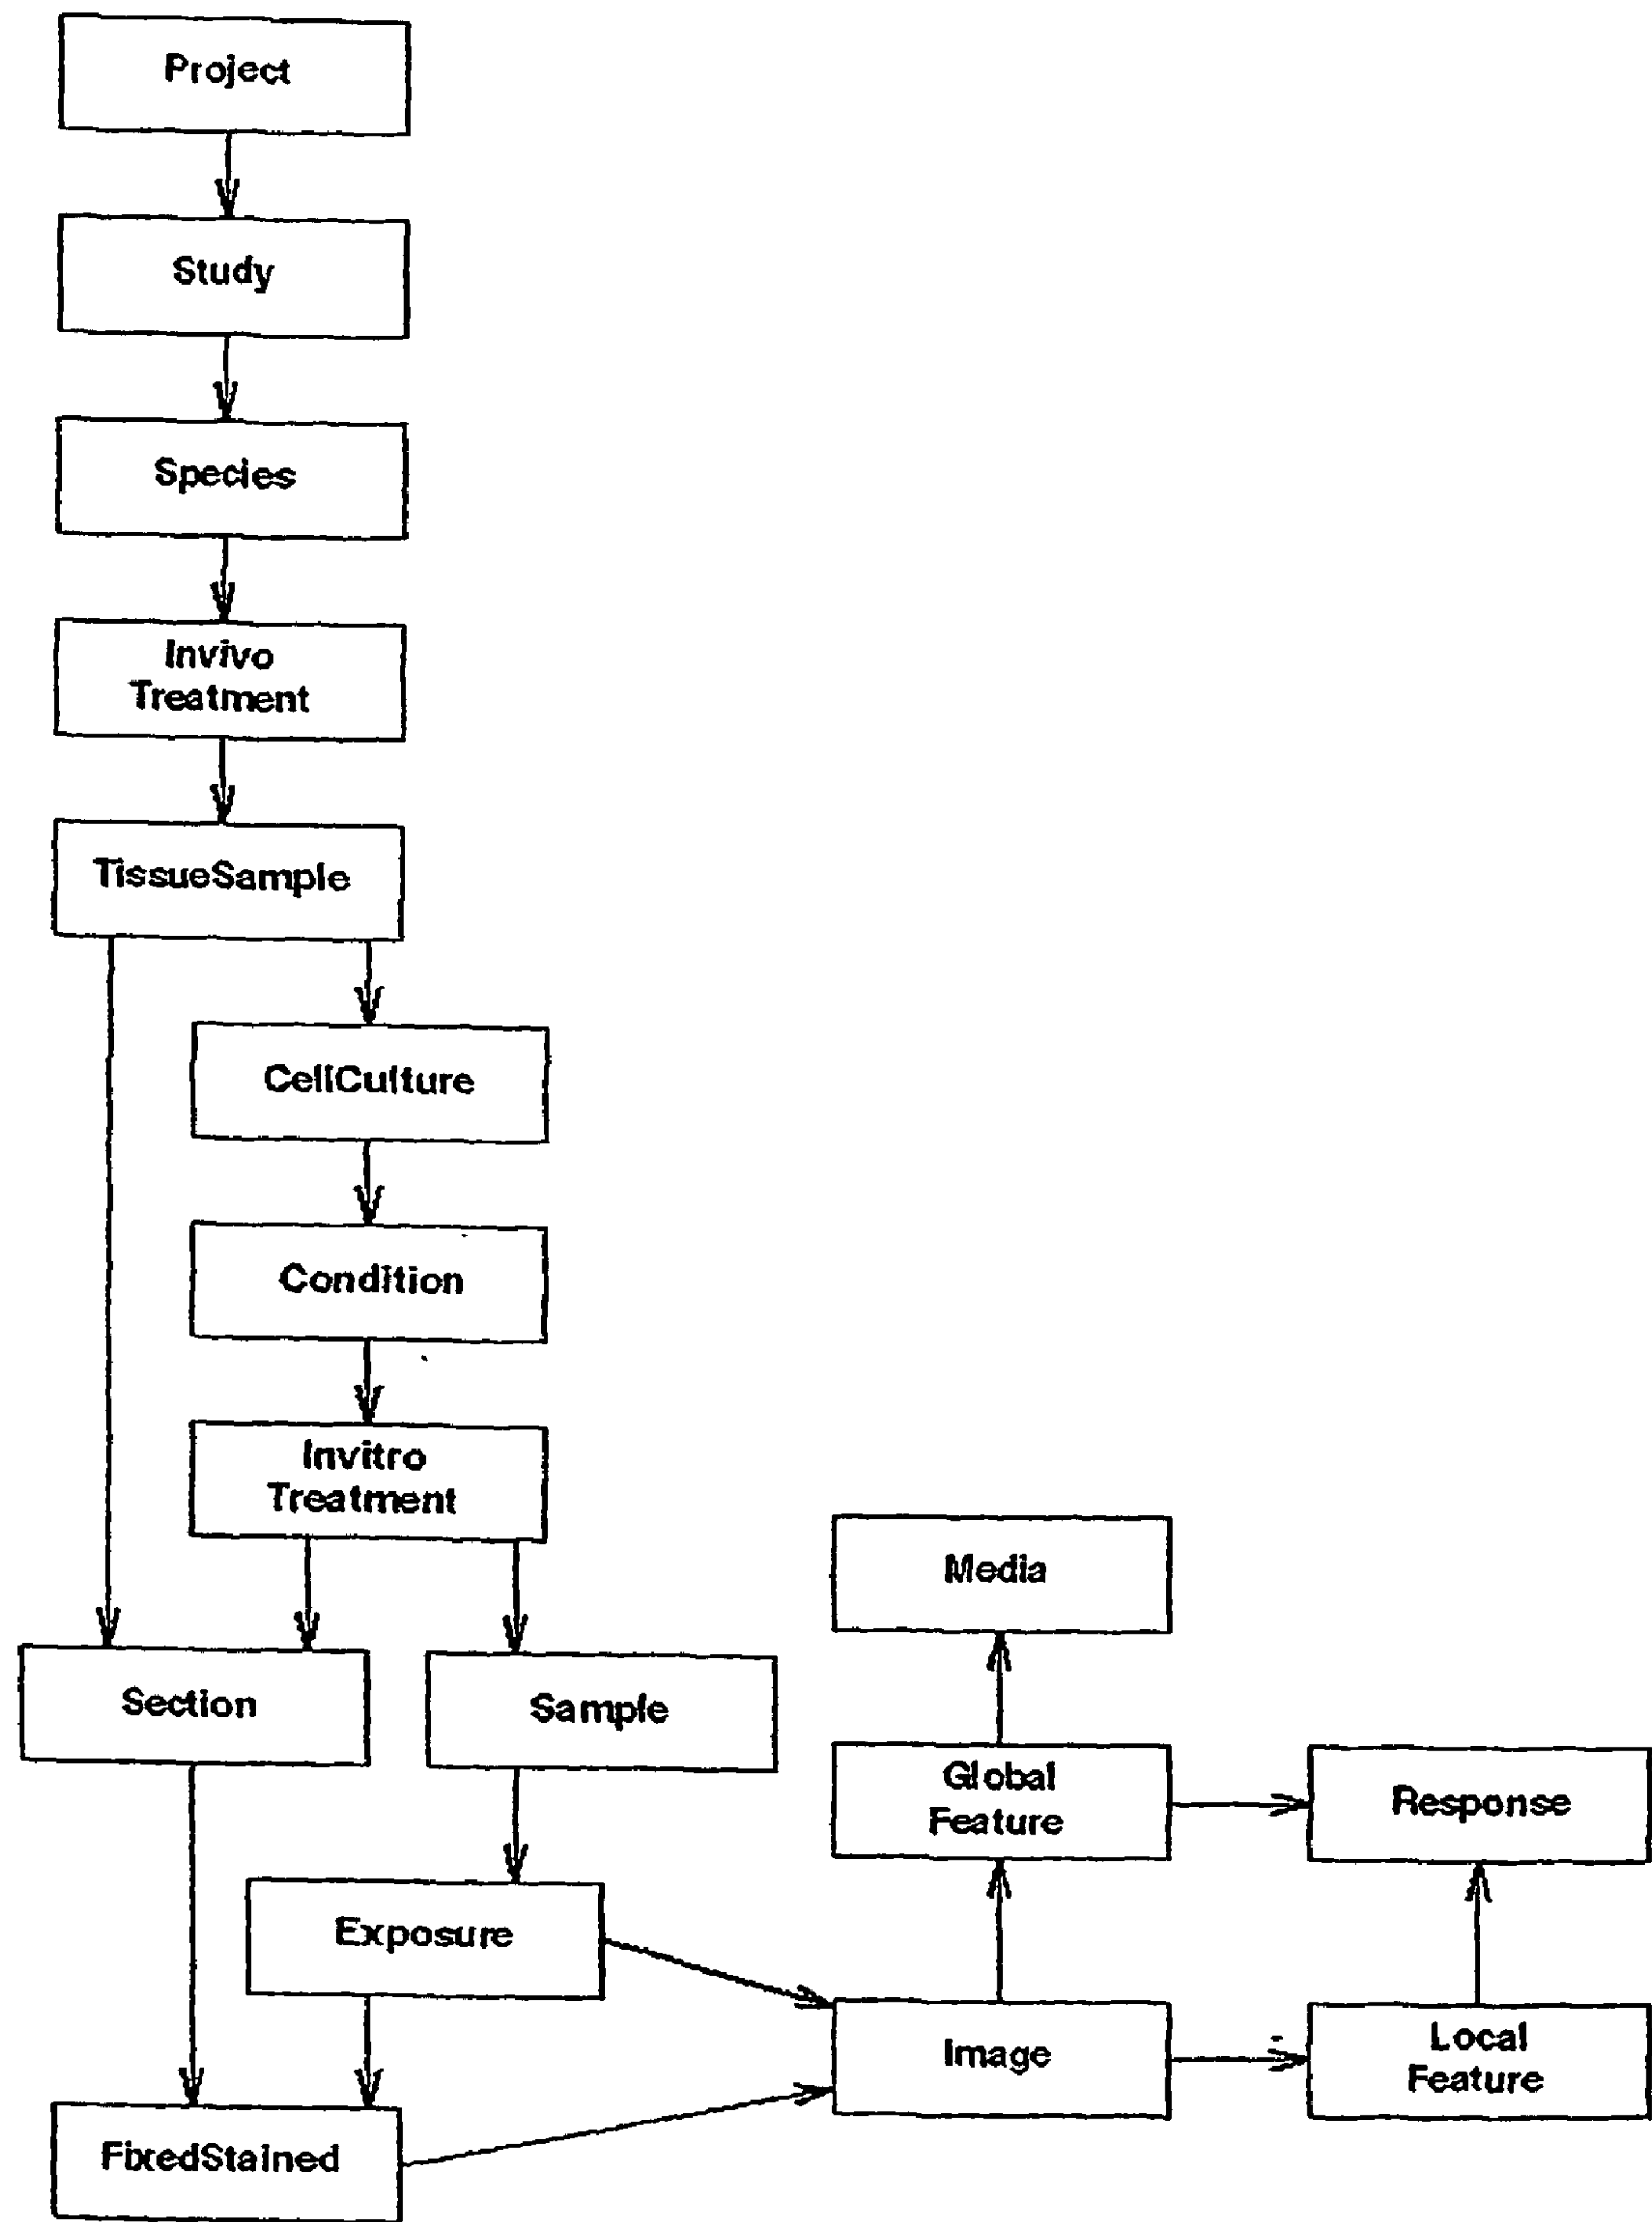 Project
Study
Species
Invivo
Treatment
TissueSample
CellCulture
Condition
Invitro
Treatment
Media
Section
Sample
Global
Feature
Response
Exposure
Image
Local
Feature
FixedStained